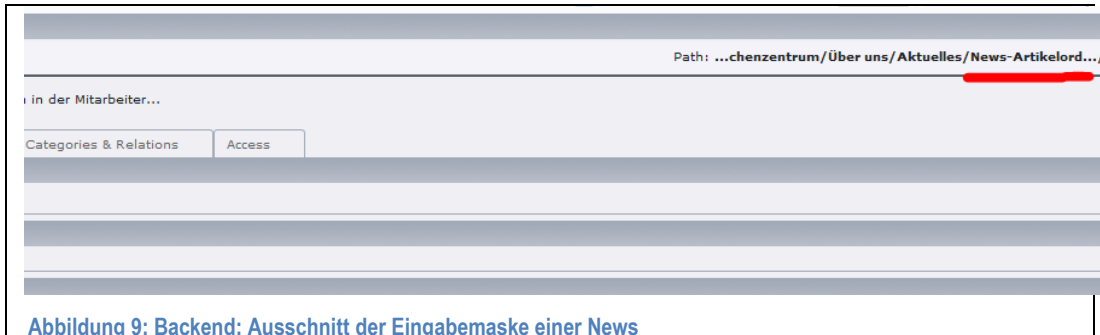 Path: ...chenzentrum/Über uns/Aktuelles/News-Artikelord.../
in der Mitarbeiter...
Categories & Relations Access
Abbildung 9: Backend: Ausschnitt der Eingabemaske einer News